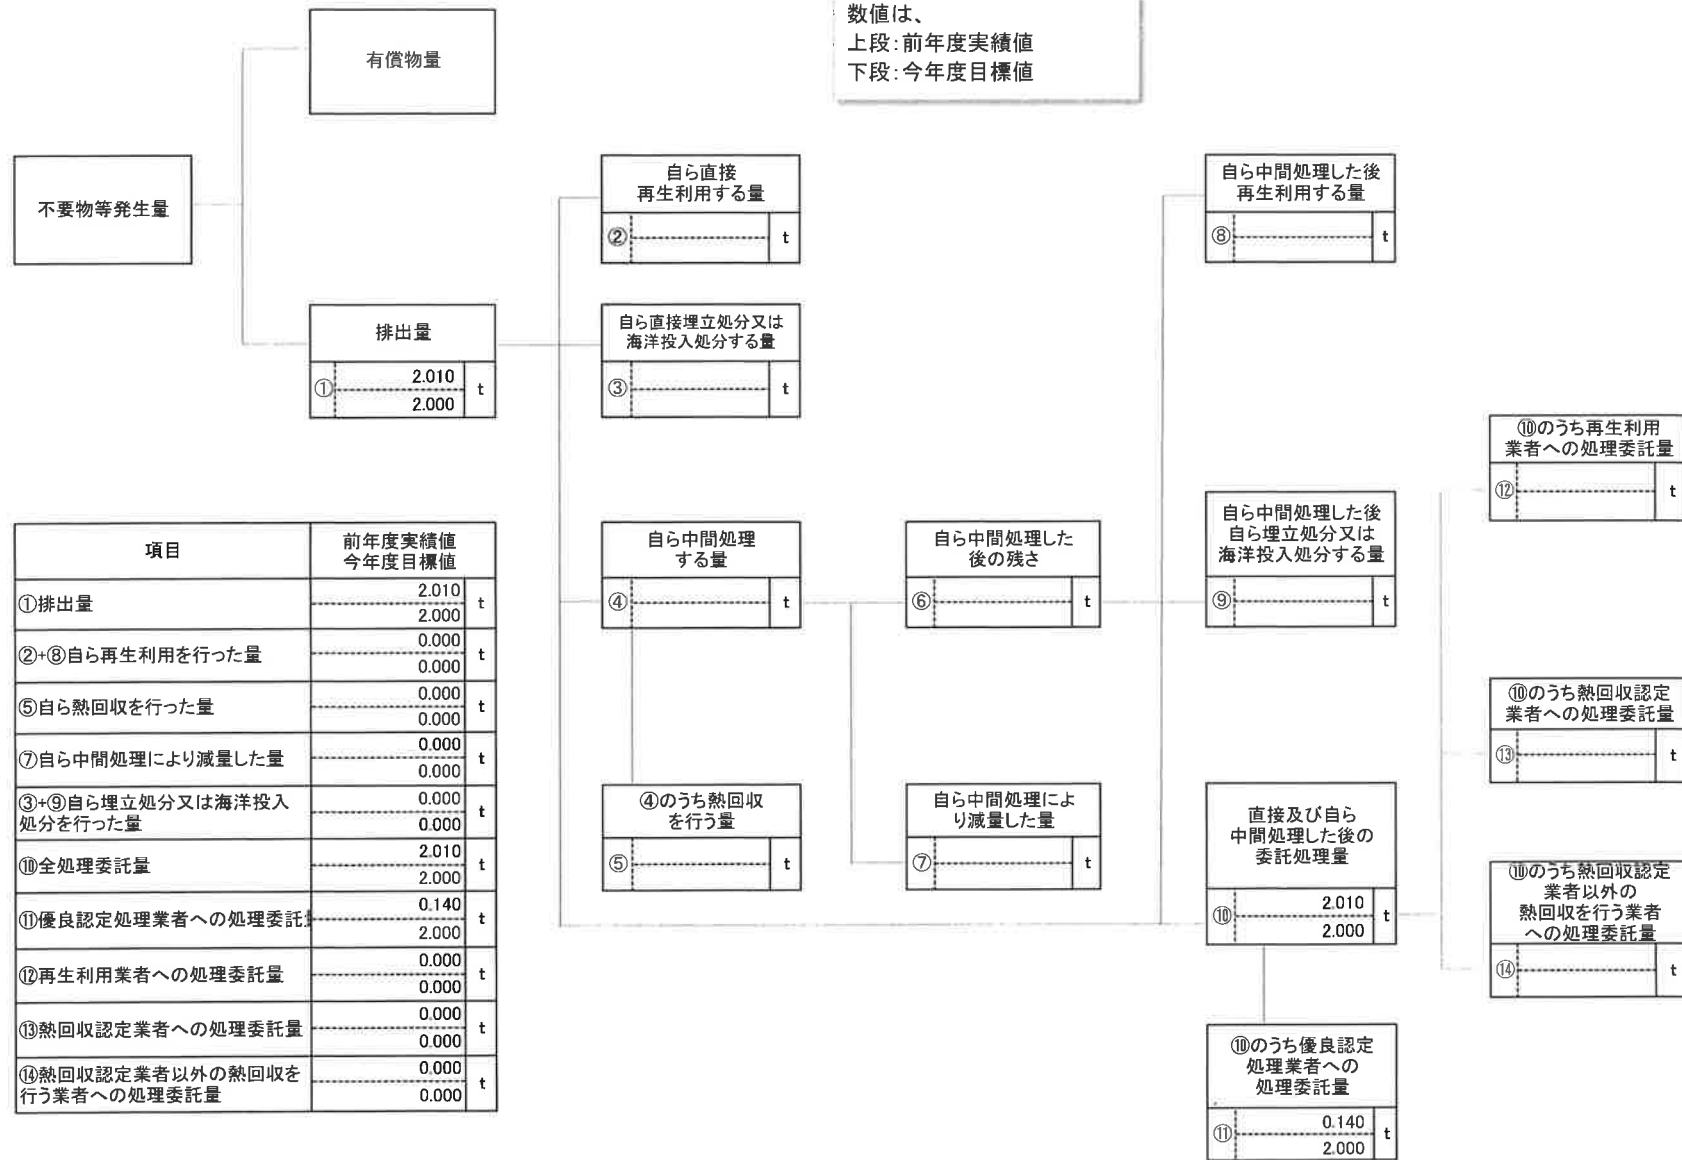 数値は、
上段:前年度実績値
下段:今年度目標値
有償物量
不要物等発生量
排出量
① 2.010 t
2.000
自ら直接
再生利用する量
② t
自ら直接埋立処分又は
海洋投入処分する量
③ t
自ら中間処理
する量
④ t
④のうち熱回収
を行う量
⑤ t
自ら中間処理した
後の残さ
⑥ t
自ら中間処理によ
り減量した量
⑦ t
自ら中間処理した後
再生利用する量
⑧ t
自ら中間処理した後
自ら埋立処分又は
海洋投入処分する量
⑨ t
直接及び自ら
中間処理した後の
委託処理量
⑩ 2.010 t
2.000
⑩のうち優良認定
処理業者への
処理委託量
⑪ 0.140 t
2.000
⑩のうち再生利用
業者への処理委託量
⑫ t
⑩のうち熱回収認定
業者への処理委託量
⑬ t
⑩のうち熱回収認定
業者以外の
熱回収を行う業者
への処理委託量
⑭ t
項目
前年度実績値
今年度目標値
①排出量 2.010 t
2.000
②+⑧自ら再生利用を行った量 0.000 t
0.000
⑤自ら熱回収を行った量 0.000 t
0.000
⑦自ら中間処理により減量した量 0.000 t
0.000
③+⑨自ら埋立処分又は海洋投入
処分を行った量 0.000 t
0.000
⑩全処理委託量 2.010 t
2.000
⑪優良認定処理業者への処理委託 0.140 t
2.000
⑫再生利用業者への処理委託量 0.000 t
0.000
⑬熱回収認定業者への処理委託量 0.000 t
0.000
⑭熱回収認定業者以外の熱回収を
行う業者への処理委託量 0.000 t
0.000